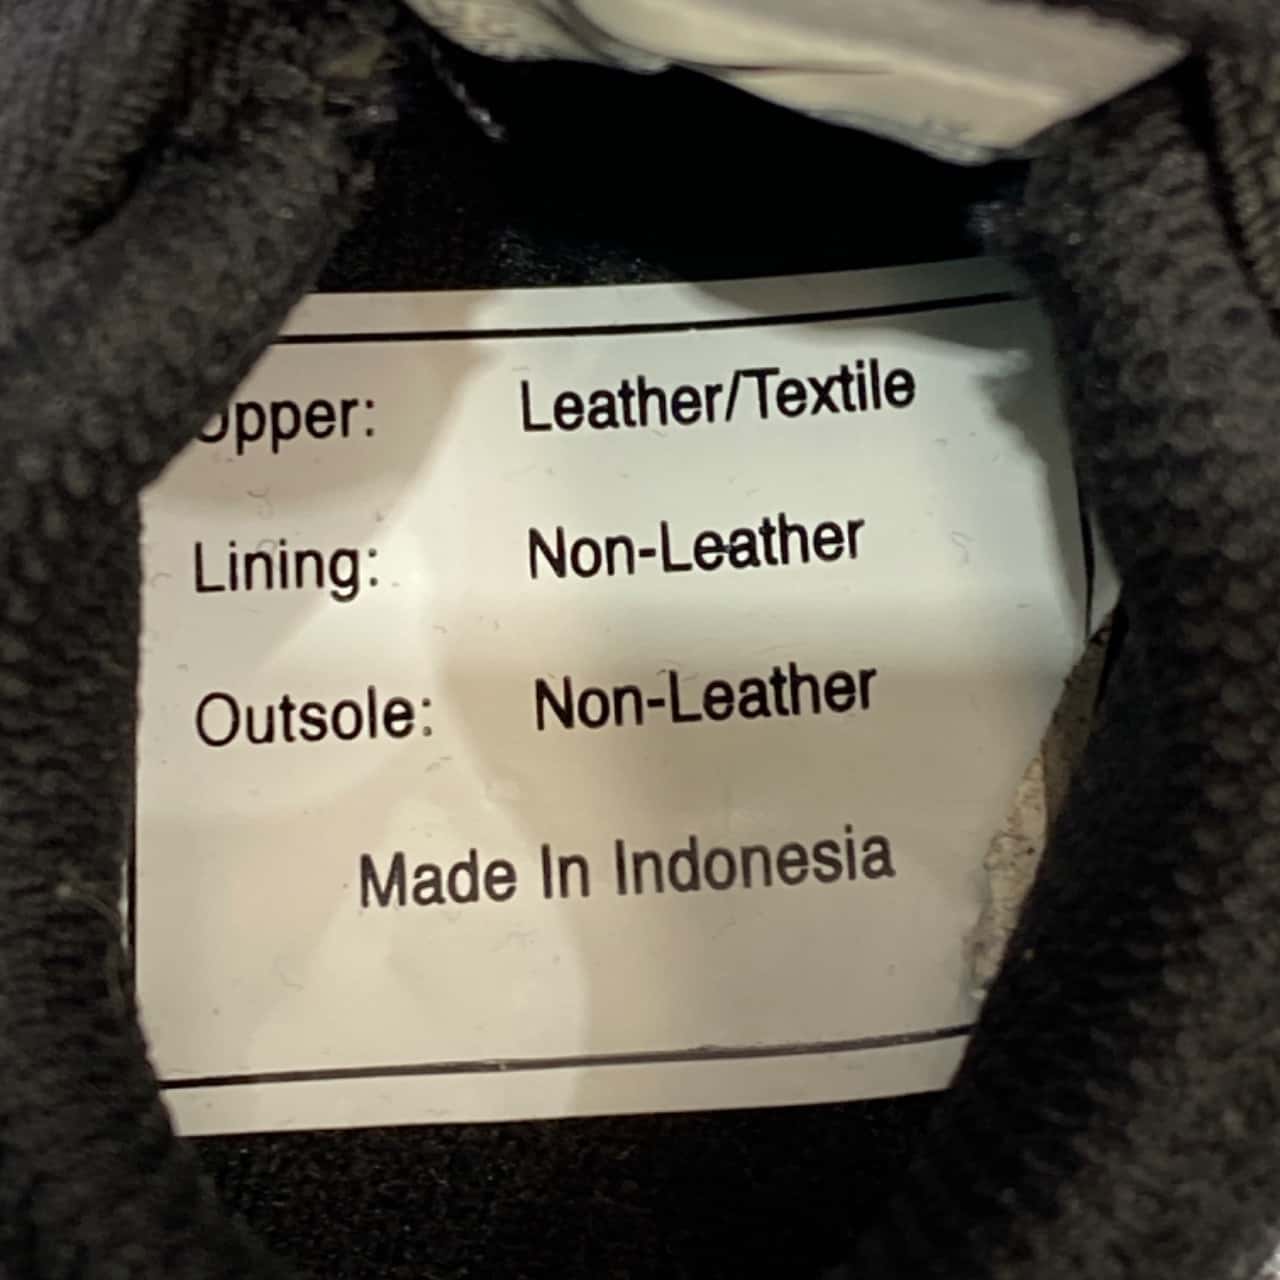 Upper: Leather/Textile
Lining: Non-Leather
Outsole: Non-Leather
Made In Indonesia